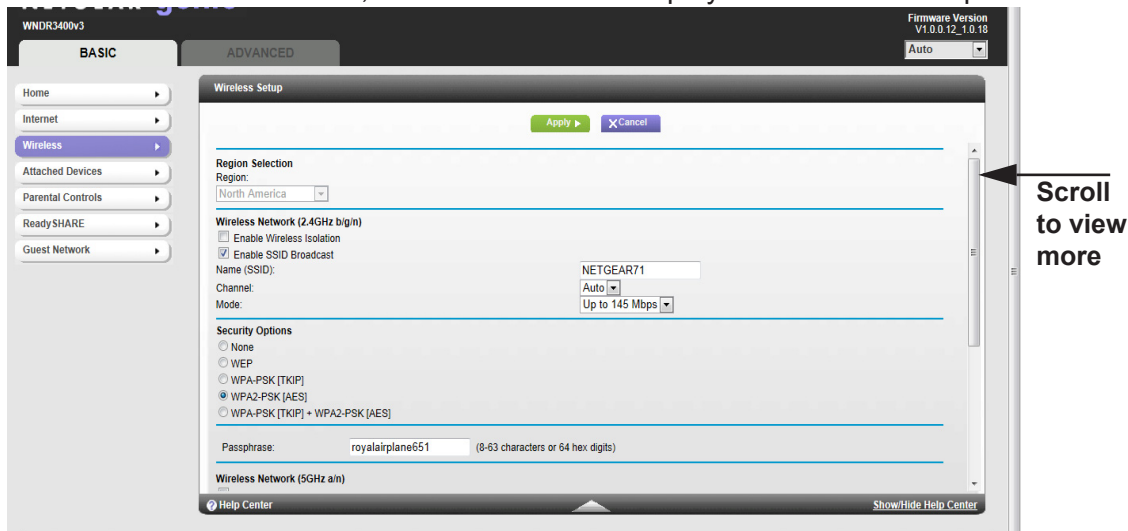 WNDR3400v3
Firmware Version
V1.0.0.12_1.0.18
BASIC
ADVANCED
Auto
Home
Internet
Wireless
Attached Devices
Parental Controls
ReadySHARE
Guest Network
Wireless Setup
Apply
X Cancel
Region Selection
Region:
North America
Wireless Network (2.4GHz b/g/n)
Enable Wireless Isolation
Enable SSID Broadcast
Name (SSID): NETGEAR71
Channel: Auto
Mode: Up to 145 Mbps
Security Options
None
WEP
WPA-PSK [TKIP]
WPA2-PSK [AES]
WPA-PSK [TKIP] + WPA2-PSK [AES]
Passphrase: royalairplane651 (8-63 characters or 64 hex digits)
Wireless Network (5GHz a/n)
Help Center
Show/Hide Help Center
Scroll
to view
more